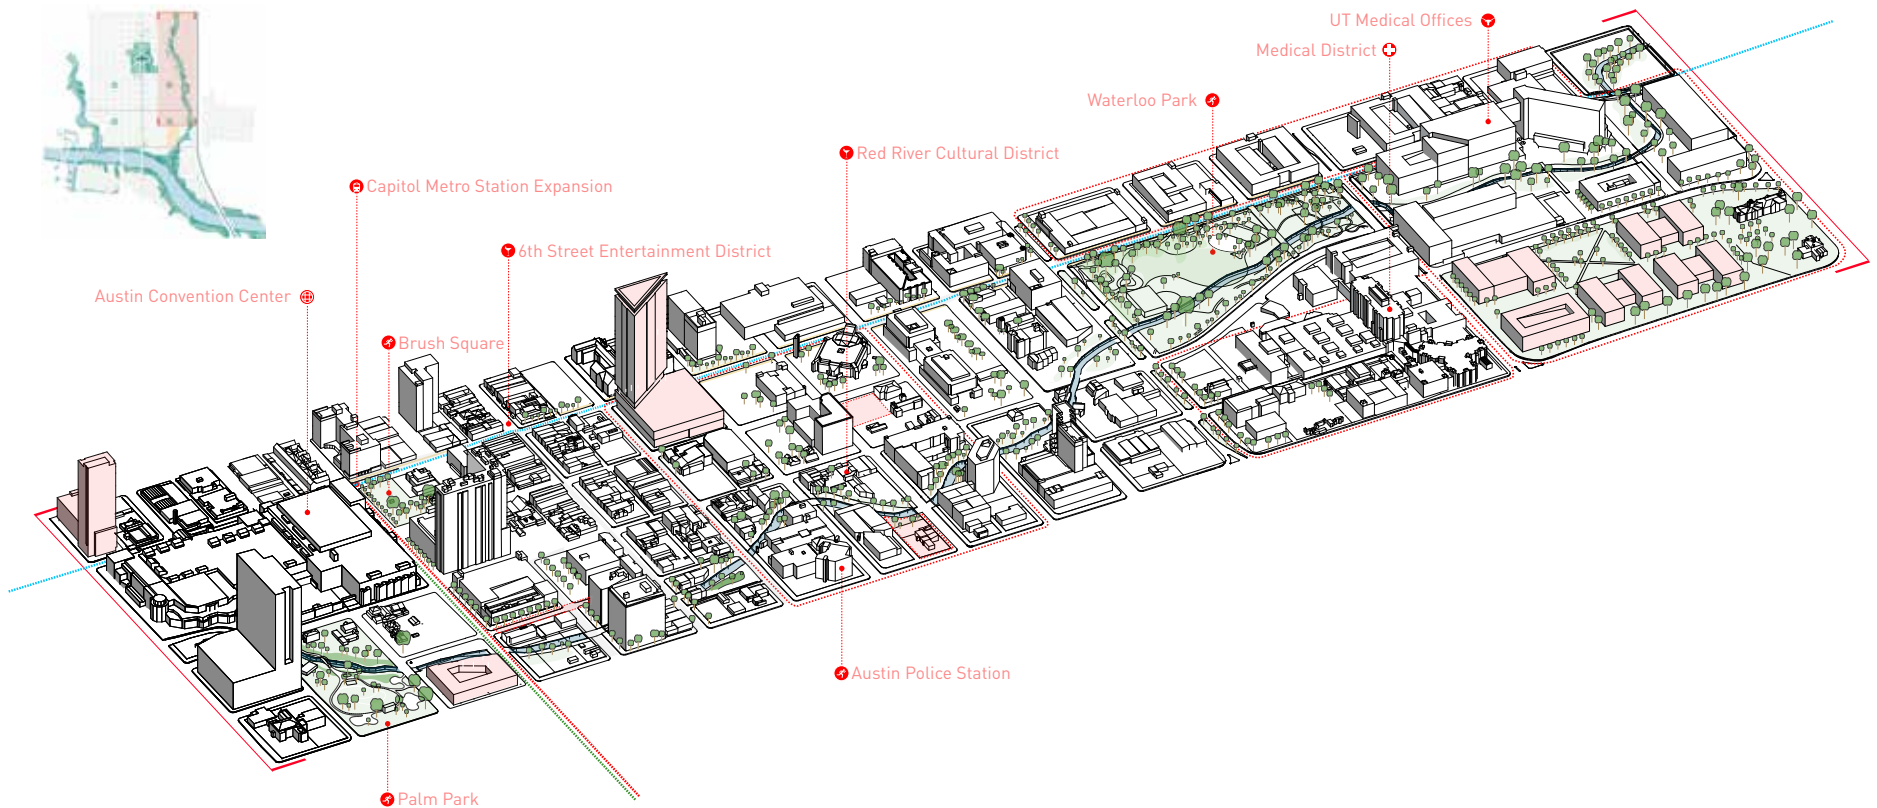 UT Medical Offices
Medical District
Waterloo Park
Red River Cultural District
Capitol Metro Station Expansion
6th Street Entertainment District
Austin Convention Center
Brush Square
Austin Police Station
Palm Park